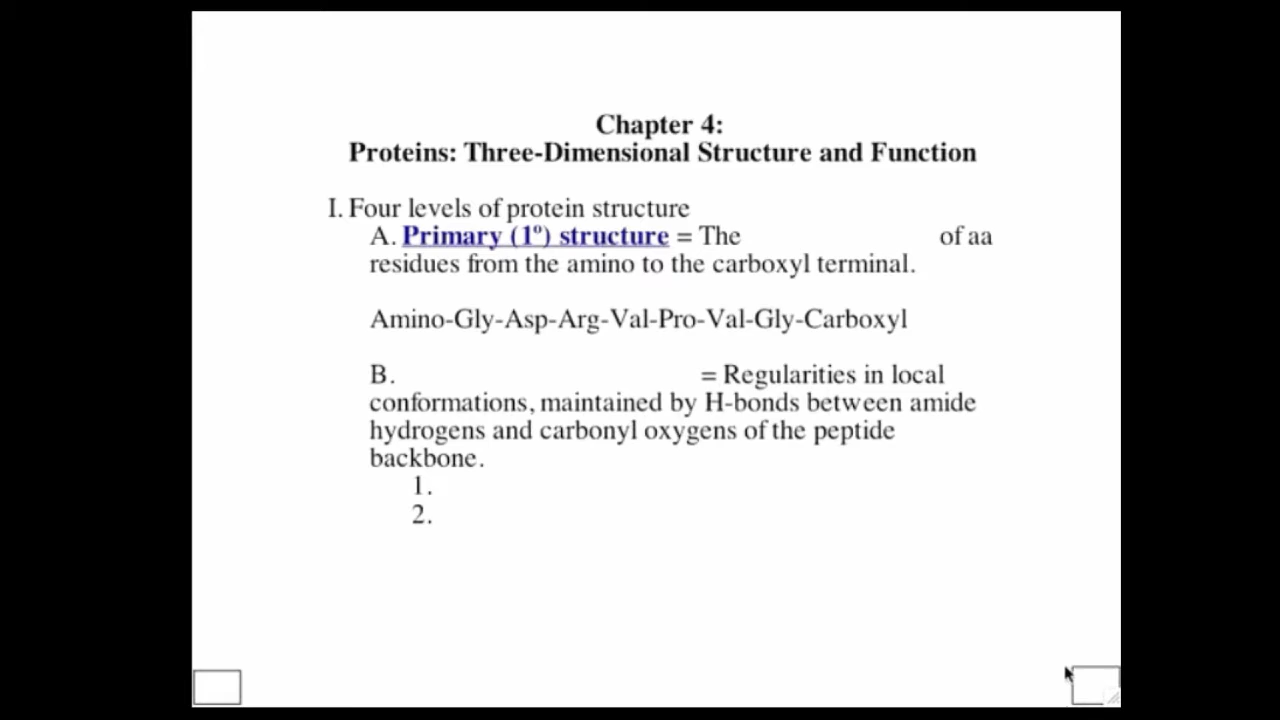 Chapter 4:
Proteins: Three-Dimensional Structure and Function
I. Four levels of protein structure
A. Primary (1º) structure = The of aa
residues from the amino to the carboxyl terminal.
Amino-Gly-Asp-Arg-Val-Pro-Val-Gly-Carboxyl
B. = Regularities in local
conformations, maintained by H-bonds between amide
hydrogens and carbonyl oxygens of the peptide
backbone.
1.
2.